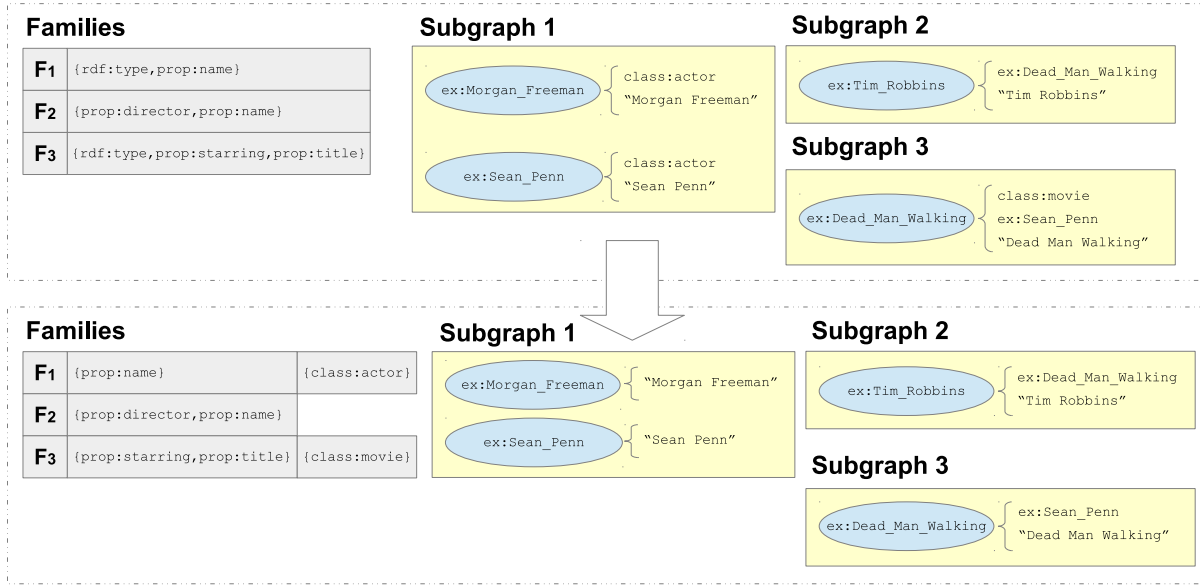 Families
F1 {rdf:type,prop:name}
F2 {prop:director,prop:name}
F3 {rdf:type,prop:starring,prop:title}
Subgraph 1
ex:Morgan_Freeman
class:actor
“Morgan Freeman”
ex:Sean_Penn
class:actor
“Sean Penn”
Subgraph 2
ex:Tim_Robbins
ex:Dead_Man_Walking
“Tim Robbins”
Subgraph 3
ex:Dead_Man_Walking
class:movie
ex:Sean_Penn
“Dead Man Walking”
Families
F1 {prop:name} {class:actor}
F2 {prop:director,prop:name}
F3 {prop:starring,prop:title} {class:movie}
Subgraph 1
ex:Morgan_Freeman
“Morgan Freeman”
ex:Sean_Penn
“Sean Penn”
Subgraph 2
ex:Tim_Robbins
ex:Dead_Man_Walking
“Tim Robbins”
Subgraph 3
ex:Dead_Man_Walking
ex:Sean_Penn
“Dead Man Walking”